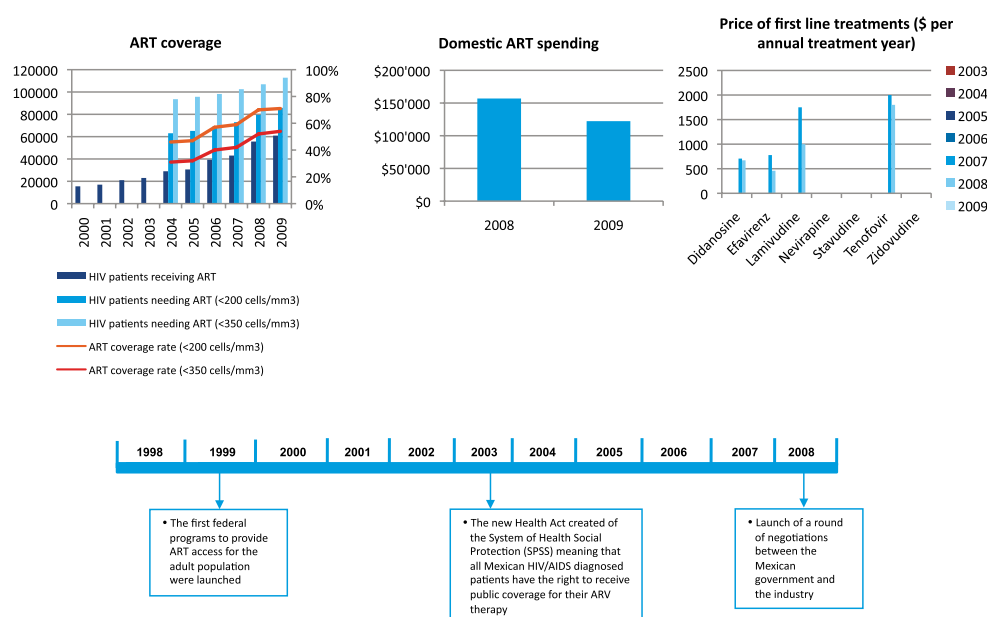 ART coverage
120000
100000
80000
60000
40000
20000
0
100%
80%
60%
40%
20%
0%
2000
2001
2002
2003
2004
2005
2006
2007
2008
2009
HIV patients receiving ART
HIV patients needing ART (<200 cells/mm3)
HIV patients needing ART (<350 cells/mm3)
ART coverage rate (<200 cells/mm3)
ART coverage rate (<350 cells/mm3)
Domestic ART spending
$200'000
$150'000
$100'000
$50'000
$0
2008
2009
Price of first line treatments ($ per
annual treatment year)
2500
2000
1500
1000
500
0
Didanosine
Efavirenz
Lamivudine
Nevirapine
Stavudine
Tenofovir
Zidovudine
2003
2004
2005
2006
2007
2008
2009
1998 1999 2000 2001 2002 2003 2004 2005 2006 2007 2008
• The first federal
programs to provide
ART access for the
adult population
were launched
• The new Health Act created of
the System of Health Social
Protection (SPSS) meaning that
all Mexican HIV/AIDS diagnosed
patients have the right to receive
public coverage for their ARV
therapy
• Launch of a round
of negotiations
between the
Mexican
government and
the industry